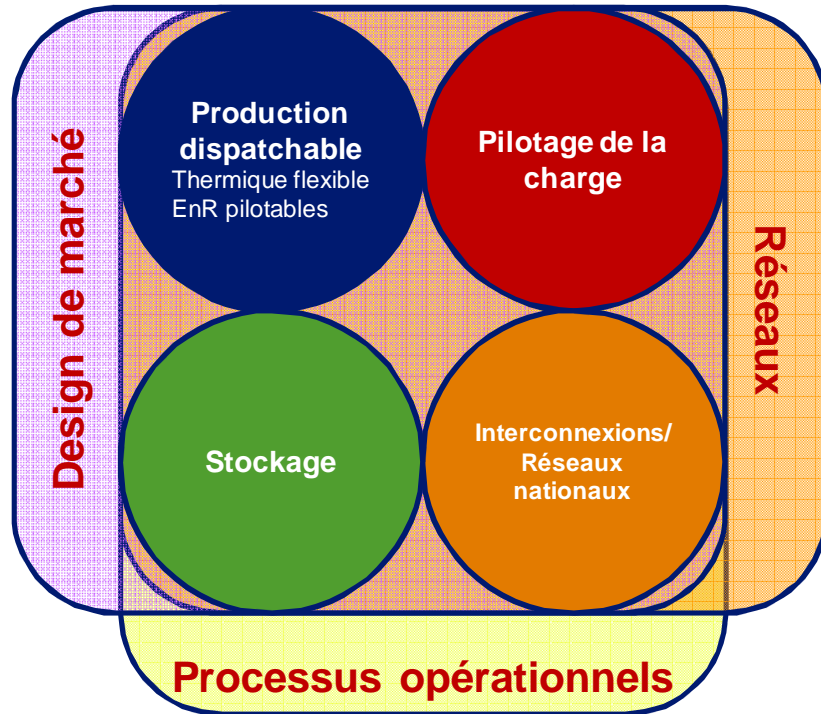 Production
dispatchable
Thermique flexible
EnR pilotables
Pilotage de la
charge
Design de marché
Réseaux
Stockage
Interconnexions/
Réseaux
nationaux
Processus opérationnels